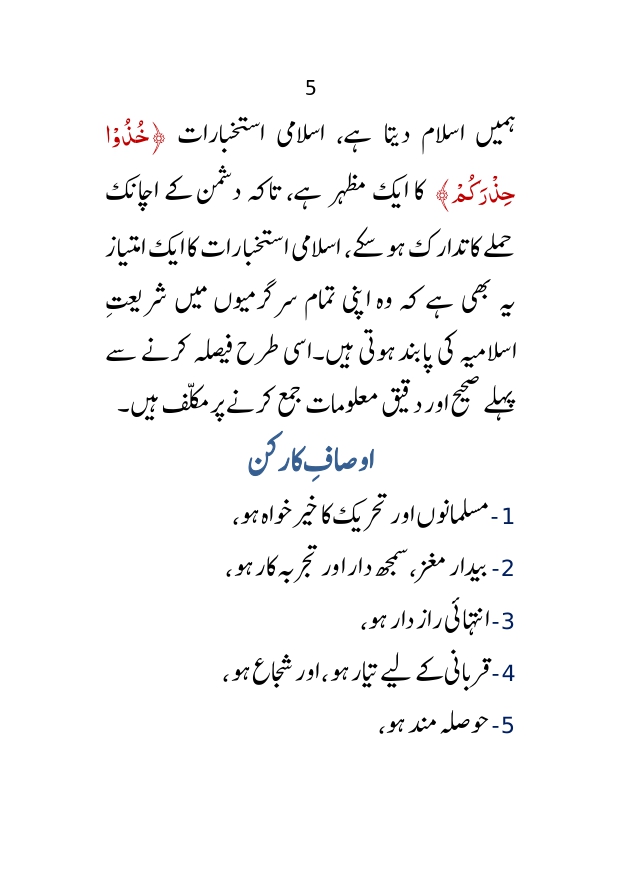 5
ہمیں اسلام دیتا ہے، اسلامی استخبارات ﴿خُذُوْا
حِذْرَكُمْ﴾ کا ایک مظہر ہے، تاکہ دشمن کے اچانک
حملے کا تدارک ہو سکے، اسلامی استخبارات کا ایک امتیاز
یہ بھی ہے کہ وہ اپنی تمام سرگرمیوں میں شریعتِ
اسلامیہ کی پابند ہوتی ہیں۔اسی طرح فیصلہ کرنے سے
پہلے صحیح اور دقیق معلومات جمع کرنے پر مکلّف ہیں۔
اوصافِ کارکن
1- مسلمانوں اور تحریک کا خیر خواہ ہو،
2- بیدار مغز، سمجھ دار اور تجربہ کار ہو،
3- انتہائی راز دار ہو،
4- قربانی کے لیے تیار ہو، اور شجاع ہو،
5- حوصلہ مند ہو،